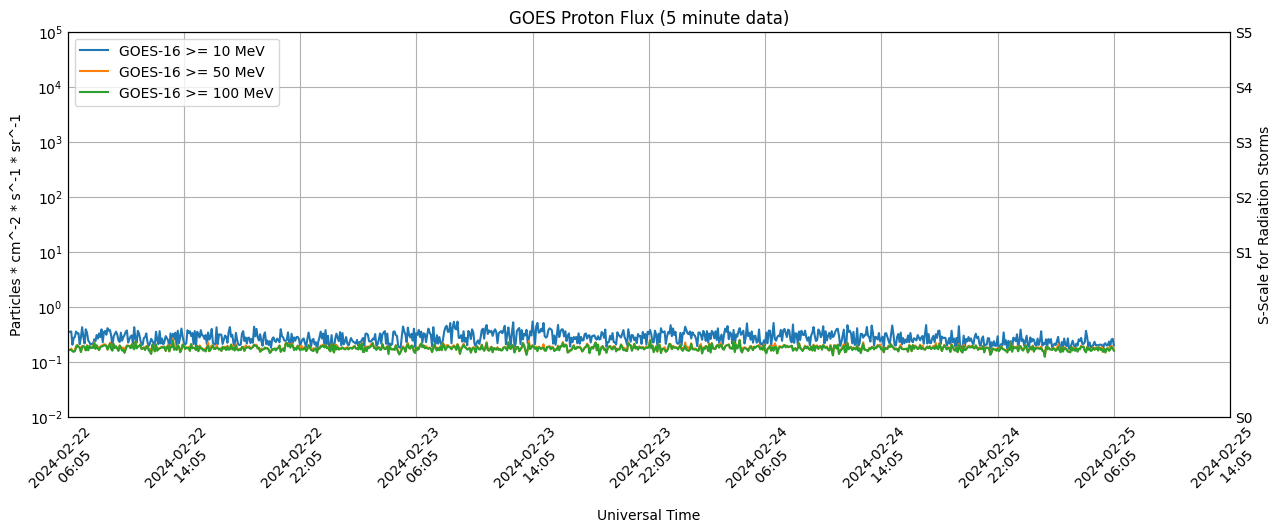 GOES Proton Flux (5 minute data)
GOES-16 >= 10 MeV
GOES-16 >= 50 MeV
GOES-16 >= 100 MeV
Particles * cm^-2 * s^-1 * sr^-1
10^5
10^4
10^3
10^2
10^1
10^0
10^-1
10^-2
S5
S4
S3
S2
S1
S0
S-Scale for Radiation Storms
2024-02-22
06:05
2024-02-22
14:05
2024-02-22
22:05
2024-02-23
06:05
2024-02-23
14:05
2024-02-23
22:05
2024-02-24
06:05
2024-02-24
14:05
2024-02-24
22:05
2024-02-25
06:05
2024-02-25
14:05
Universal Time